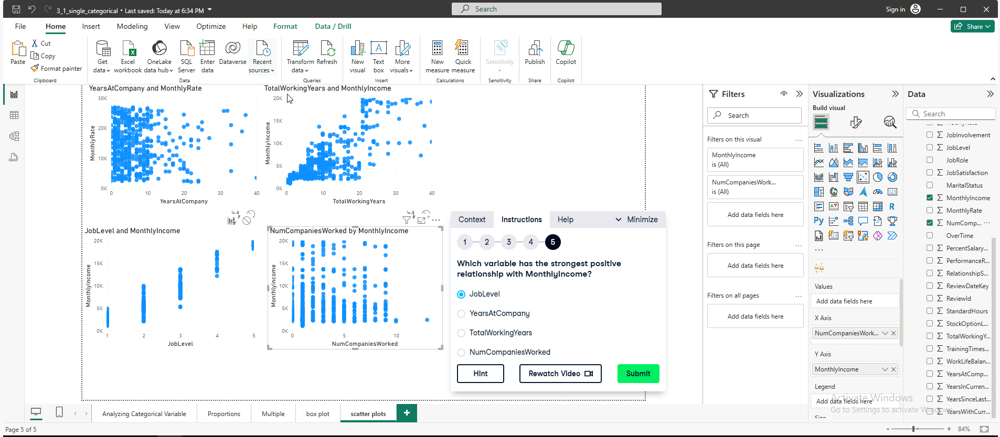 3_1_single_categorical • Last saved: Today at 6:34 PM
Search
Sign in
File Home Insert Modeling View Optimize Help Format Data / Drill
Share
Paste
Cut
Copy
Format painter
Clipboard
Get data
Excel workbook
OneLake data hub
SQL Server
Enter data
Dataverse
Recent sources
Data
Transform data
Refresh
Queries
New visual
Text box
More visuals
Insert
New measure
Quick measure
Calculations
Sensitivity
Sensitivity
Publish
Share
Copilot
Copilot
YearsAtCompany and MonthlyRate
30K
20K
10K
0K
MonthlyRate
0 10 20 30 40
YearsAtCompany
TotalWorkingYears and MonthlyIncome
20K
15K
10K
5K
0K
MonthlyIncome
0 10 20 30 40
TotalWorkingYears
JobLevel and MonthlyIncome
20K
15K
10K
5K
0K
MonthlyIncome
1 2 3 4 5
JobLevel
NumCompaniesWorked by MonthlyIncome
20K
15K
10K
5K
0K
MonthlyIncome
0 5 10
NumCompaniesWorked
Context Instructions Help Minimize
1 2 3 4 5
Which variable has the strongest positive
relationship with MonthlyIncome?
JobLevel
YearsAtCompany
TotalWorkingYears
NumCompaniesWorked
Hint Rewatch Video Submit
Filters
Search
Filters on this visual ...
MonthlyIncome
is (All)
NumCompaniesWork...
is (All)
Add data fields here
Filters on this page ...
Add data fields here
Filters on all pages ...
Add data fields here
Visualizations
Build visual
123
R
Py
...
Values
Add data fields here
X Axis
NumCompaniesWork...
Y Axis
MonthlyIncome
Legend
Add data fields here
Size
Data
Search
JobInvolvement
JobLevel
JobRole
JobSatisfaction
MaritalStatus
MonthlyIncome
MonthlyRate
NumComp... ...
OverTime
PercentSalary...
PerformanceR...
RelationshipS...
ReviewDateKey
ReviewId
StandardHours
StockOptionL...
TotalWorkingY...
TrainingTimes...
WorkLifeBalan...
YearsAtComp...
YearsInCurren...
YearsSinceLast...
YearsWithCurr...
Activate Windows
Go to Settings to activate Windows.
DAX
Analyzing Categorical Variable Proportions Multiple box plot scatter plots +
Page 5 of 5
- + 84%